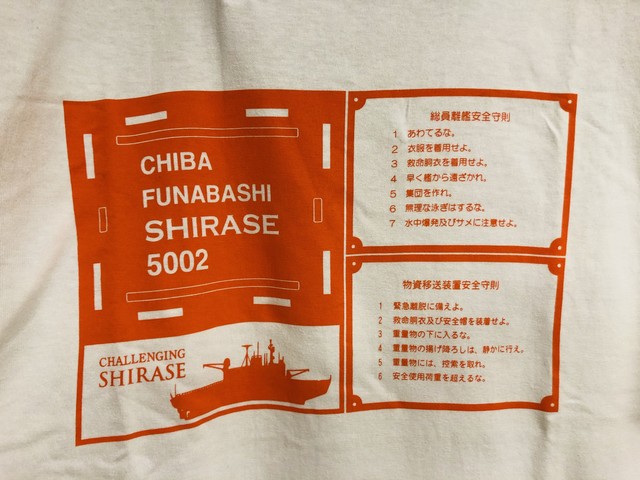 CHIBA
FUNABASHI
SHIRASE
5002
CHALLENGING
SHIRASE
総員離艦安全守則
1 あわてるな。
2 衣服を着用せよ。
3 救命胴衣を着用せよ。
4 早く艦から遠ざかれ。
5 集団を作れ。
6 無理な泳ぎはするな。
7 水中爆発及びサメに注意せよ。
物資移送装置安全守則
1 緊急離脱に備えよ。
2 救命胴衣及び安全帽を装着せよ。
3 重量物の下に入るな。
4 重量物の揚げ降ろしは、静かに行え。
5 重量物には、控索を取れ。
6 安全使用荷重を超えるな。